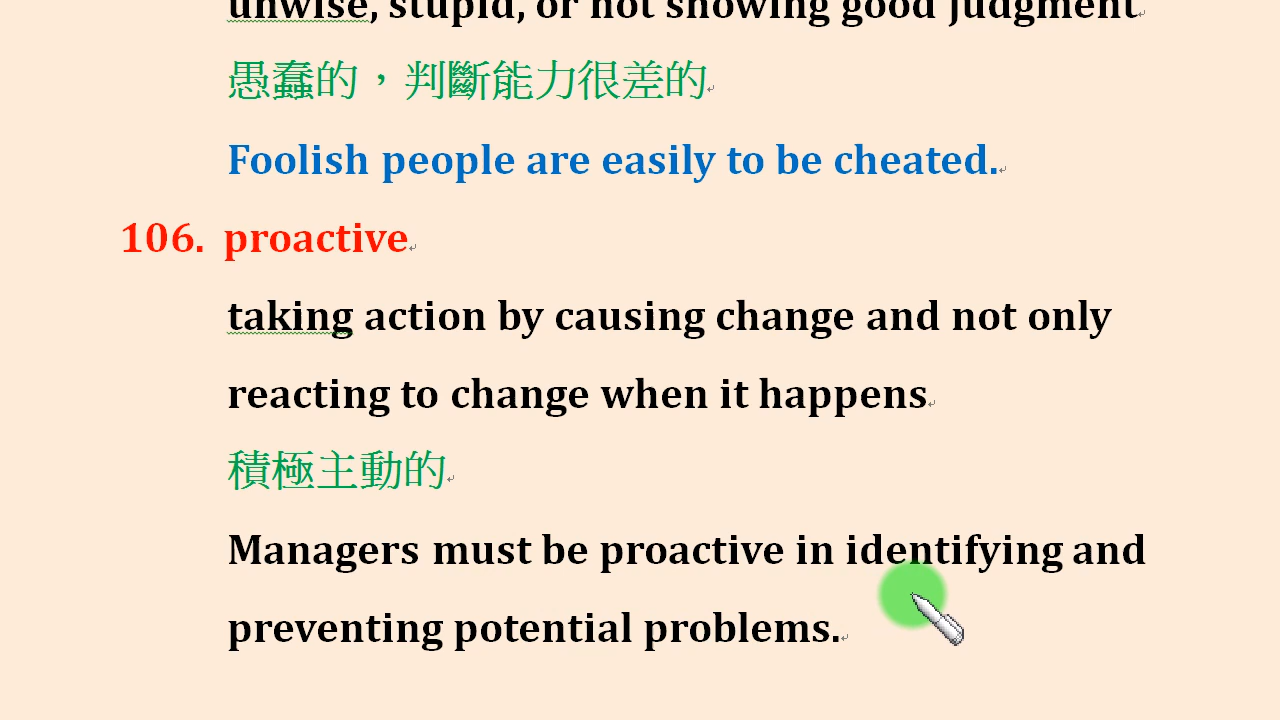 unwise, stupid, or not showing good judgment
愚蠢的，判斷能力很差的
Foolish people are easily to be cheated.
106. proactive
taking action by causing change and not only
reacting to change when it happens
積極主動的
Managers must be proactive in identifying and
preventing potential problems.